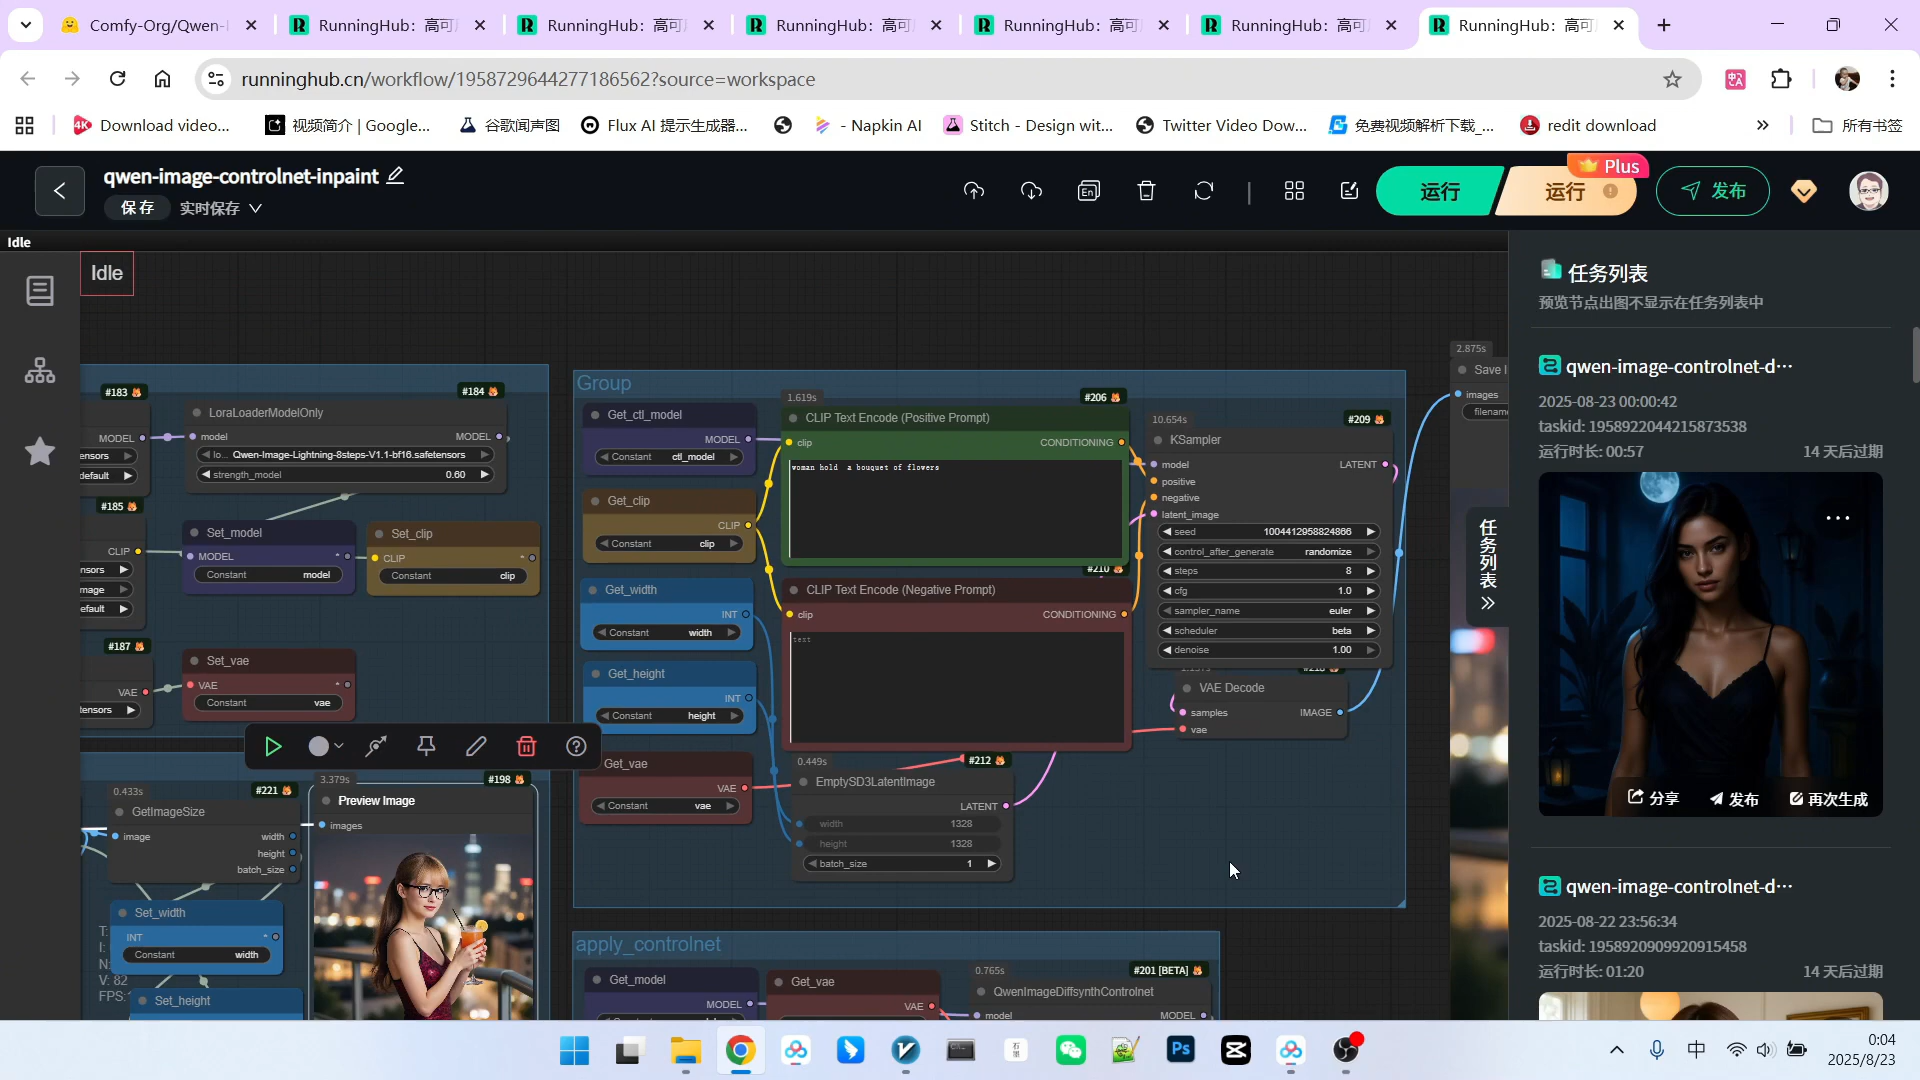 Comfy-Org/Qwen-I
RunningHub：高可
RunningHub：高可
RunningHub：高可
RunningHub：高可
RunningHub：高可
RunningHub：高可
runninghub.cn/workflow/1958729644277186562?source=workspace
Download video...
视频简介 | Google...
谷歌闻声图
Flux AI 提示生成器...
- Napkin AI
Stitch - Design wit...
Twitter Video Dow...
免费视频解析下载_...
redit download
所有书签
qwen-image-controlnet-inpaint
保存
实时保存
En
运行
运行
Plus
发布
Idle
Idle
#183
#184
LoraLoaderModelOnly
MODEL
model
MODEL
ensors
lo... Qwen-Image-Lightning-8steps-V1.1-bf16.safetensors
default
strength_model 0.60
#185
Set_model
Set_clip
CLIP
MODEL
CLIP
nsors
Constant model
Constant clip
mage
efault
#187
Set_vae
VAE
VAE
tensors
Constant vae
0.433s
#221
GetImageSize
image
width
height
batch_size
Set_width
INT
Constant width
T:
I:
N:
V: 82
FPS:
Set_height
3.379s
#198
Preview Image
images
Group
Get_ctl_model
MODEL
Constant ctl_model
Get_clip
CLIP
Constant clip
Get_width
INT
Constant width
Get_height
INT
Constant height
Get_vae
VAE
Constant vae
1.619s
#206
CLIP Text Encode (Positive Prompt)
clip
CONDITIONING
woman hold a bouquet of flowers
#210
CLIP Text Encode (Negative Prompt)
clip
CONDITIONING
text
0.449s
#212
EmptySD3LatentImage
LATENT
width 1328
height 1328
batch_size 1
10.654s
#209
KSampler
model
LATENT
positive
negative
latent_image
seed 1004412958824866
control_after_generate randomize
steps 8
cfg 1.0
sampler_name euler
scheduler beta
denoise 1.00
VAE Decode
samples
IMAGE
vae
2.875s
Save I
images
filenam
apply_controlnet
Get_model
MODEL
Get_vae
VAE
0.765s
#201 [BETA]
QwenImageDiffsynthControlnet
model
MODEL
任务列表
任务列表
预览节点出图不显示在任务列表中
qwen-image-controlnet-d···
2025-08-23 00:00:42
taskid: 1958922044215873538
运行时长: 00:57
14 天后过期
分享
发布
再次生成
qwen-image-controlnet-d···
2025-08-22 23:56:34
taskid: 1958920909920915458
运行时长: 01:20
14 天后过期
Ps
中
0:04
2025/8/23